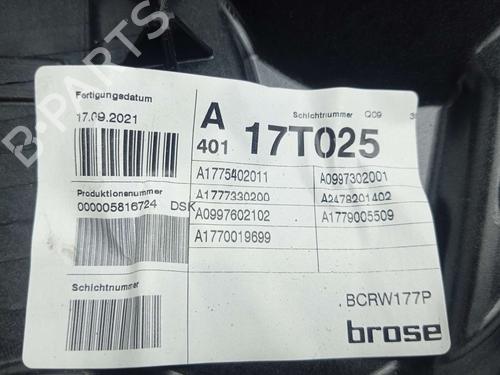 Fertigungsdatum
17.09.2021
A
401
17T025
Schichtnummer Q09
A1775402011
A0997302001
A1777330200
A2478201402
A0997602102
A1779005509
A1770019699
Produktionsnummer
000005816724 DSK
Schichtnummer
BCRW177P
brose
B-PARTS